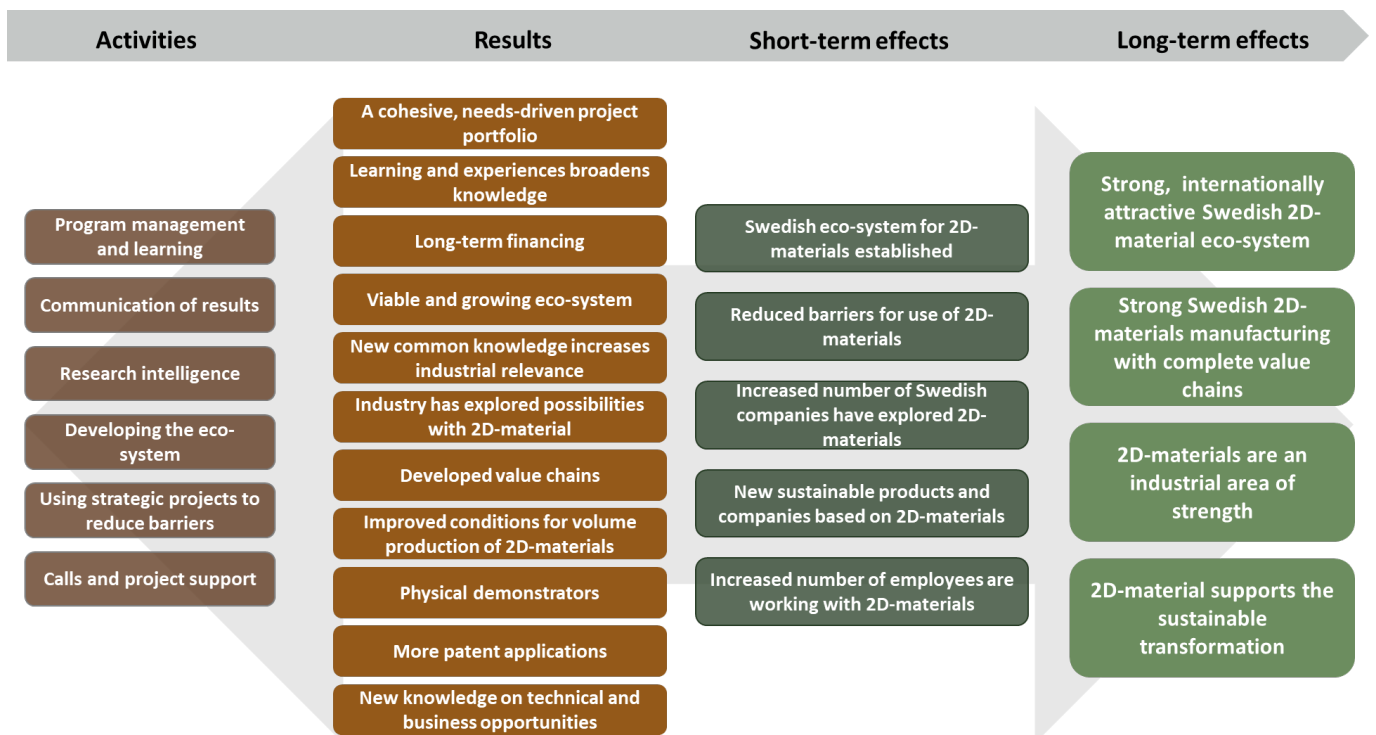 Activities
Results
Short-term effects
Long-term effects
Program management
and learning
Communication of results
Research intelligence
Developing the eco-
system
Using strategic projects to
reduce barriers
Calls and project support
A cohesive, needs-driven project
portfolio
Learning and experiences broadens
knowledge
Long-term financing
Viable and growing eco-system
New common knowledge increases
industrial relevance
Industry has explored possibilities
with 2D-material
Developed value chains
Improved conditions for volume
production of 2D-materials
Physical demonstrators
More patent applications
New knowledge on technical and
business opportunities
Swedish eco-system for 2D-
materials established
Reduced barriers for use of 2D-
materials
Increased number of Swedish
companies have explored 2D-
materials
New sustainable products and
companies based on 2D-materials
Increased number of employees are
working with 2D-materials
Strong, internationally
attractive Swedish 2D-
material eco-system
Strong Swedish 2D-
materials manufacturing
with complete value
chains
2D-materials are an
industrial area of
strength
2D-material supports the
sustainable
transformation